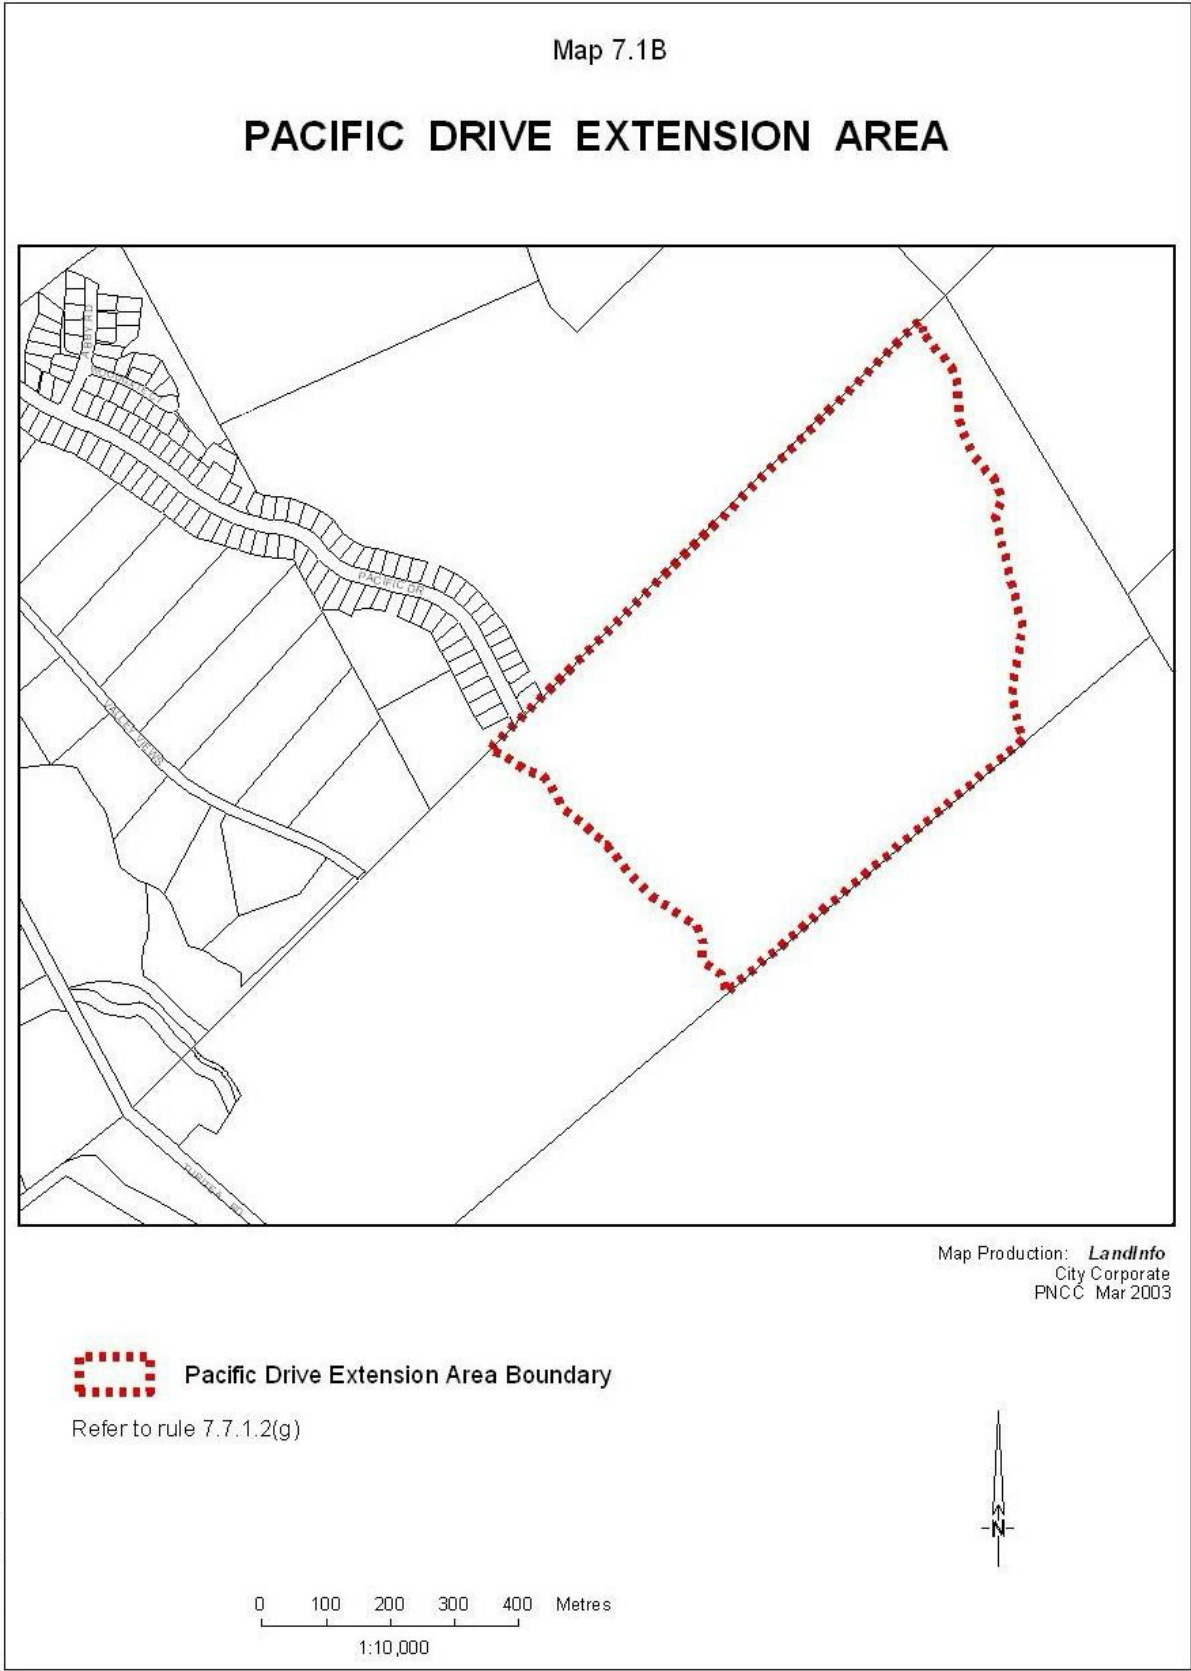 Map 7.1B
PACIFIC DRIVE EXTENSION AREA
ABBY RD
PACIFIC DR
VALLEY VIEWS
TURITEA RD
Map Production: LandInfo
City Corporate
PNCC Mar 2003
Pacific Drive Extension Area Boundary
Refer to rule 7.7.1.2(g)
N
0 100 200 300 400 Metres
1:10,000